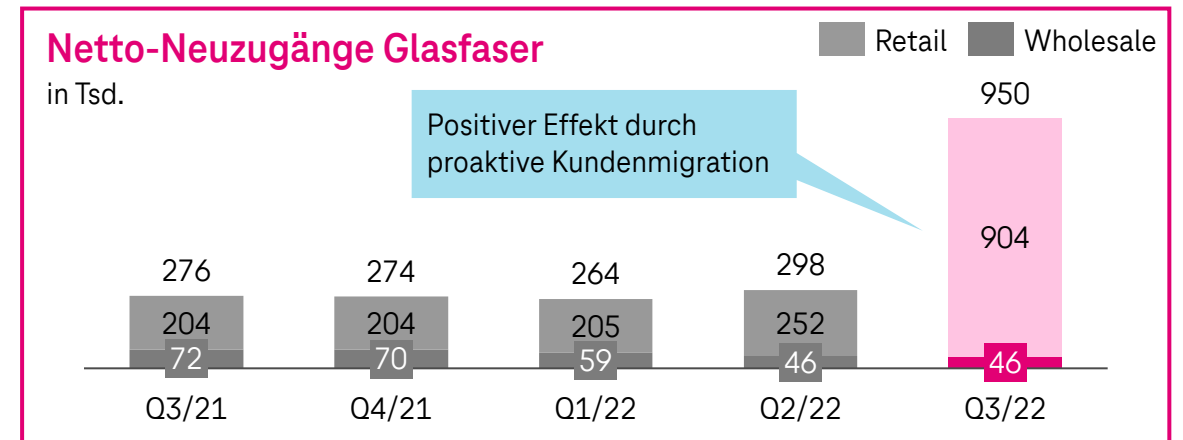 Netto-Neuzugänge Glasfaser
Retail
Wholesale
in Tsd.
Positiver Effekt durch
proaktive Kundenmigration
276
274
264
298
950
204
204
205
252
904
72
70
59
46
46
Q3/21
Q4/21
Q1/22
Q2/22
Q3/22